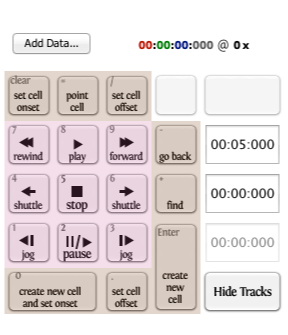 Add Data...
00:00:00:000 @ 0x
clear
=
/
set cell
onset
point
cell
set cell
offset
7
8
9
-
rewind
play
forward
go back
00:05:000
4
5
6
+
shuttle
stop
shuttle
find
00:00:000
1
2
3
Enter
jog
pause
jog
00:00:000
0
.
create new cell
and set onset
set cell
offset
create
new
cell
Hide Tracks